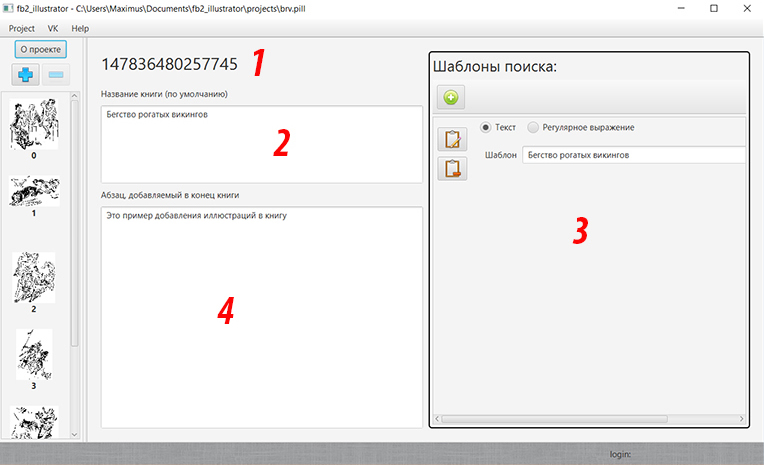 fb2_illustrator - C:\Users\Maximus\Documents\fb2_illustrator\projects\brv.pill
Project VK Help
О проекте
0
1
2
3
147836480257745
1
Название книги (по умолчанию)
Бегство рогатых викингов
2
Абзац, добавляемый в конец книги
Это пример добавления иллюстраций в книгу
4
Шаблоны поиска:
Текст Регулярное выражение
Шаблон Бегство рогатых викингов
3
login: